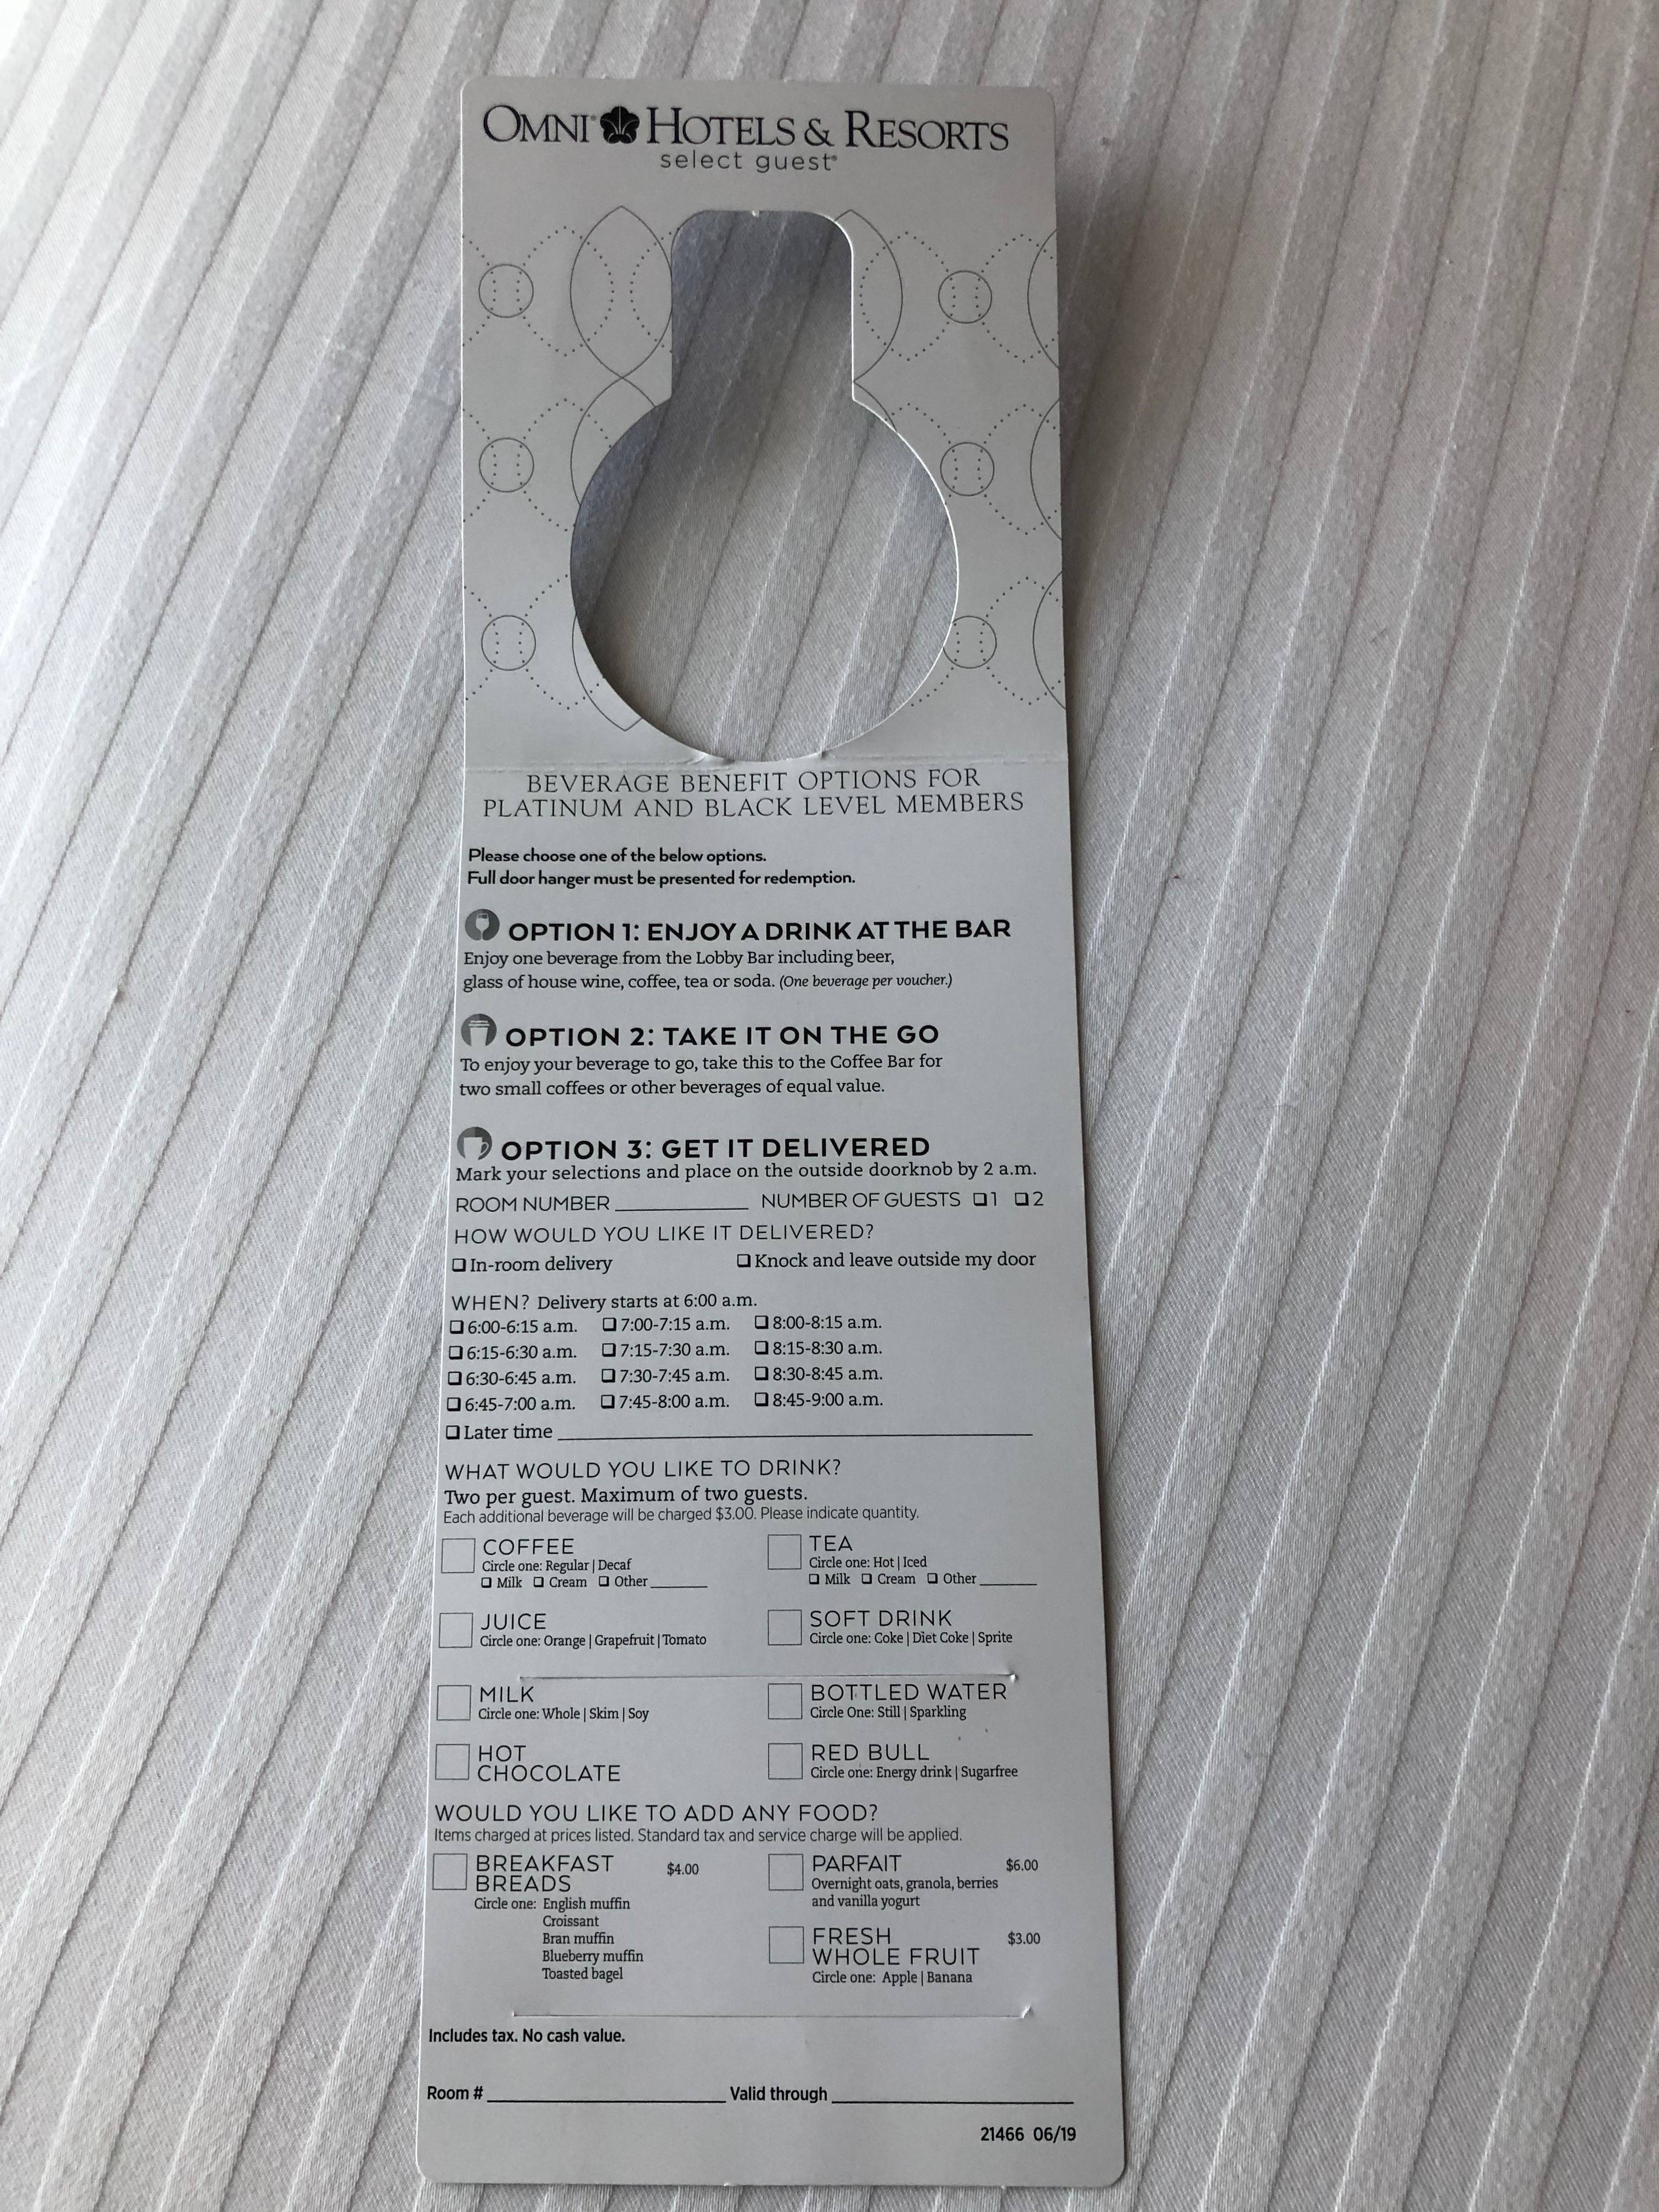 OMNI® HOTELS & RESORTS
select guest®
BEVERAGE BENEFIT OPTIONS FOR
PLATINUM AND BLACK LEVEL MEMBERS
Please choose one of the below options.
Full door hanger must be presented for redemption.
OPTION 1: ENJOY A DRINK AT THE BAR
Enjoy one beverage from the Lobby Bar including beer,
glass of house wine, coffee, tea or soda. (One beverage per voucher.)
OPTION 2: TAKE IT ON THE GO
To enjoy your beverage to go, take this to the Coffee Bar for
two small coffees or other beverages of equal value.
OPTION 3: GET IT DELIVERED
Mark your selections and place on the outside doorknob by 2 a.m.
ROOM NUMBER __________ NUMBER OF GUESTS ❑ 1 ❑ 2
HOW WOULD YOU LIKE IT DELIVERED?
❑ In-room delivery ❑ Knock and leave outside my door
WHEN? Delivery starts at 6:00 a.m.
❑ 6:00-6:15 a.m. ❑ 7:00-7:15 a.m. ❑ 8:00-8:15 a.m.
❑ 6:15-6:30 a.m. ❑ 7:15-7:30 a.m. ❑ 8:15-8:30 a.m.
❑ 6:30-6:45 a.m. ❑ 7:30-7:45 a.m. ❑ 8:30-8:45 a.m.
❑ 6:45-7:00 a.m. ❑ 7:45-8:00 a.m. ❑ 8:45-9:00 a.m.
❑ Later time __________
WHAT WOULD YOU LIKE TO DRINK?
Two per guest. Maximum of two guests.
Each additional beverage will be charged $3.00. Please indicate quantity.
COFFEE
Circle one: Regular | Decaf
❑ Milk ❑ Cream ❑ Other ______
TEA
Circle one: Hot | Iced
❑ Milk ❑ Cream ❑ Other ______
JUICE
Circle one: Orange | Grapefruit | Tomato
SOFT DRINK
Circle one: Coke | Diet Coke | Sprite
MILK
Circle one: Whole | Skim | Soy
BOTTLED WATER
Circle One: Still | Sparkling
HOT
CHOCOLATE
RED BULL
Circle one: Energy drink | Sugarfree
WOULD YOU LIKE TO ADD ANY FOOD?
Items charged at prices listed. Standard tax and service charge will be applied.
BREAKFAST $4.00
BREADS
Circle one: English muffin
Croissant
Bran muffin
Blueberry muffin
Toasted bagel
PARFAIT $6.00
Overnight oats, granola, berries
and vanilla yogurt
FRESH $3.00
WHOLE FRUIT
Circle one: Apple | Banana
Includes tax. No cash value.
Room # __________ Valid through __________
21466 06/19